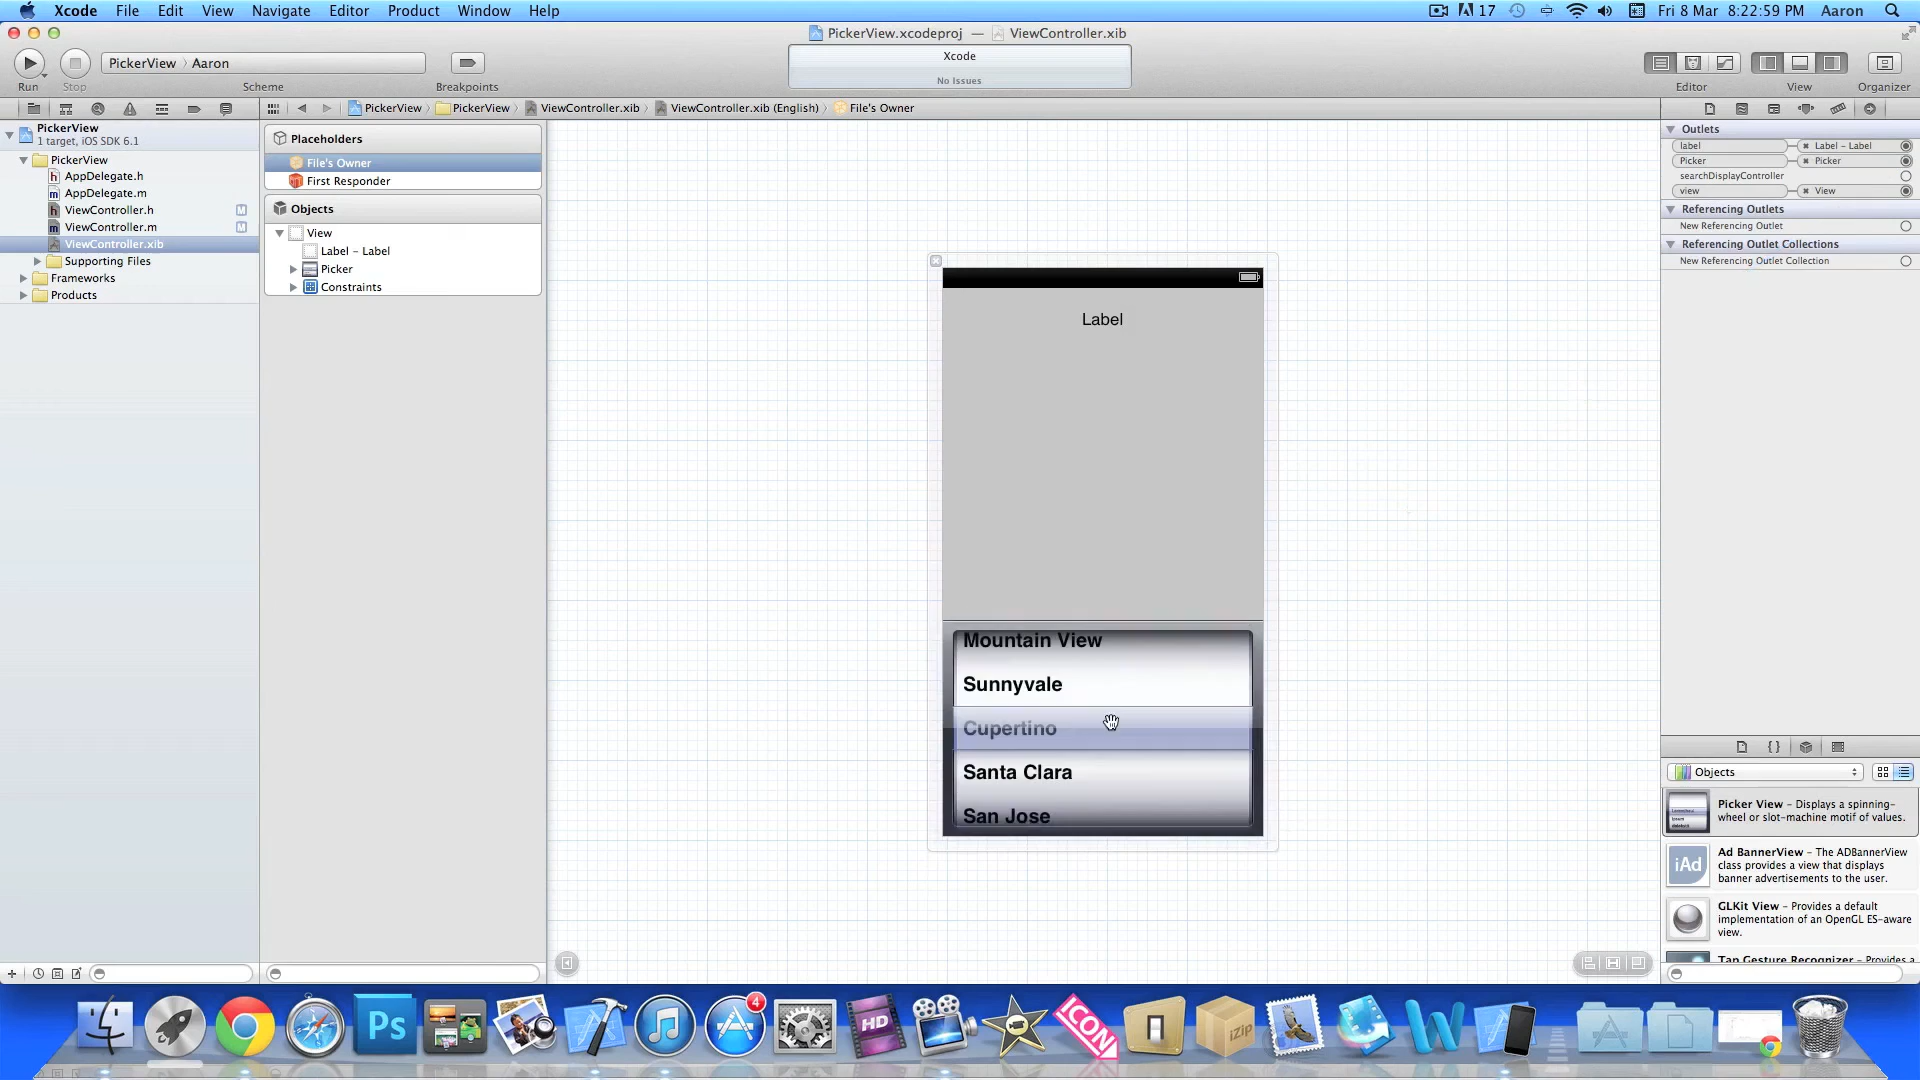 Xcode File Edit View Navigate Editor Product Window Help 17 Fri 8 Mar 8:22:59 PM Aaron
PickerView.xcodeproj — ViewController.xib
PickerView Aaron
Xcode
No Issues
Run Stop Scheme Breakpoints Editor View Organizer
PickerView PickerView ViewController.xib ViewController.xib (English) File's Owner
PickerView
1 target, iOS SDK 6.1
PickerView
AppDelegate.h
AppDelegate.m
ViewController.h M
ViewController.m M
ViewController.xib
Supporting Files
Frameworks
Products
Placeholders
File's Owner
First Responder
Objects
View
Label – Label
Picker
Constraints
Label
Mountain View
Sunnyvale
Cupertino
Santa Clara
San Jose
Outlets
label Label – Label
Picker Picker
searchDisplayController
view View
Referencing Outlets
New Referencing Outlet
Referencing Outlet Collections
New Referencing Outlet Collection
Objects
Picker View – Displays a spinning-
wheel or slot-machine motif of values.
iAd
Ad BannerView – The ADBannerView
class provides a view that displays
banner advertisements to the user.
GLKit View – Provides a default
implementation of an OpenGL ES-aware
view.
Tap Gesture Recognizer – Provides a
Ps
HD
4
ICON
iZip
W